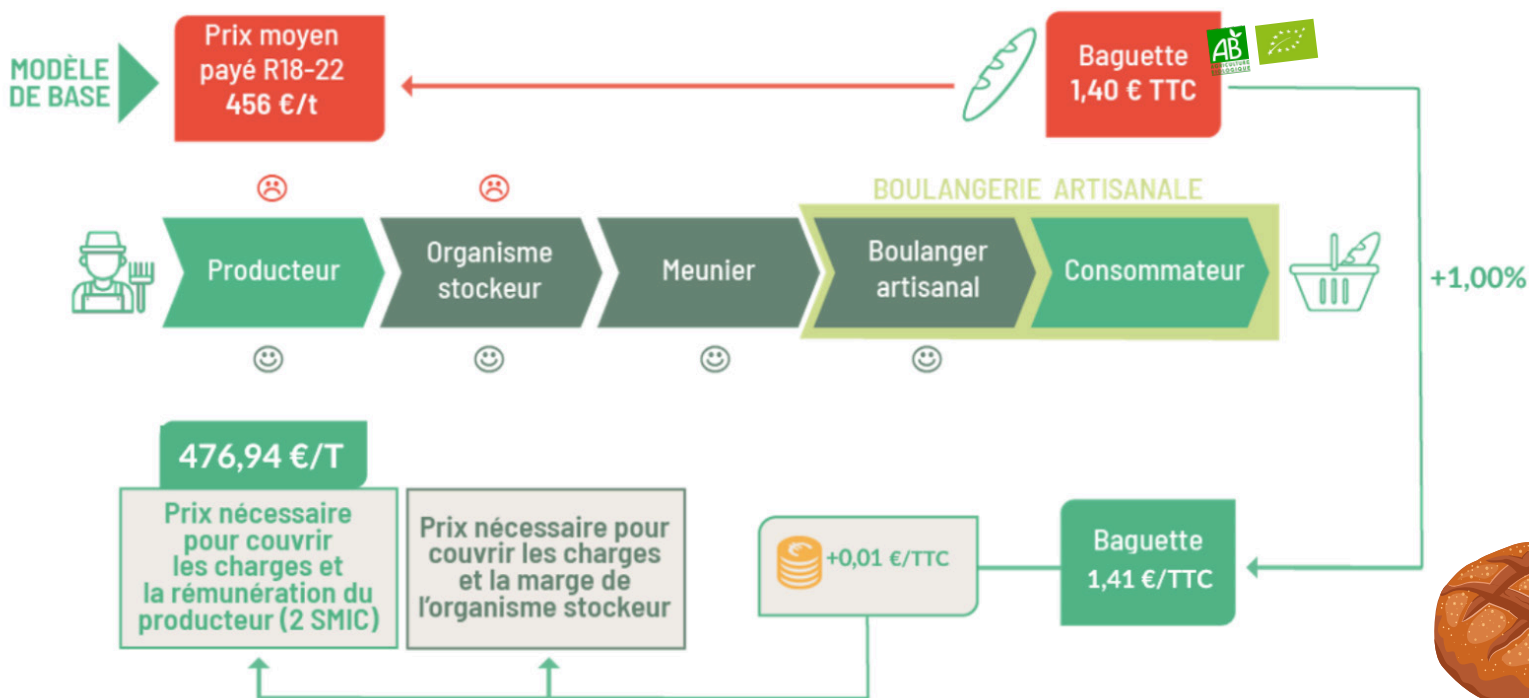 MODÈLE
DE BASE
Prix moyen
payé R18-22
456 €/t
Baguette
1,40 € TTC
AB
AGRICULTURE
BIOLOGIQUE
BOULANGERIE ARTISANALE
Producteur
Organisme
stockeur
Meunier
Boulanger
artisanal
Consommateur
+1,00%
476,94 €/T
Prix nécessaire
pour couvrir
les charges et
la rémunération du
producteur (2 SMIC)
Prix nécessaire pour
couvrir les charges
et la marge de
l'organisme stockeur
+0,01 €/TTC
Baguette
1,41 €/TTC